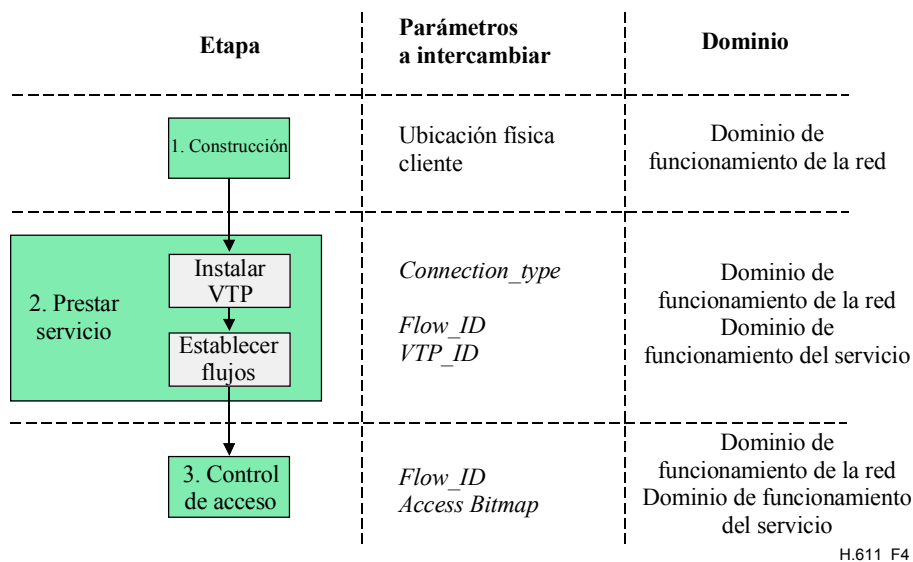 Etapa
Parámetros
a intercambiar
Dominio
1. Construcción
Ubicación física
cliente
Dominio de
funcionamiento de la red
2. Prestar
servicio
Instalar
VTP
Establecer
flujos
Connection_type
Flow_ID
VTP_ID
Dominio de
funcionamiento de la red
Dominio de
funcionamiento del servicio
3. Control
de acceso
Flow_ID
Access Bitmap
Dominio de
funcionamiento de la red
Dominio de funcionamiento
del servicio
H.611_F4